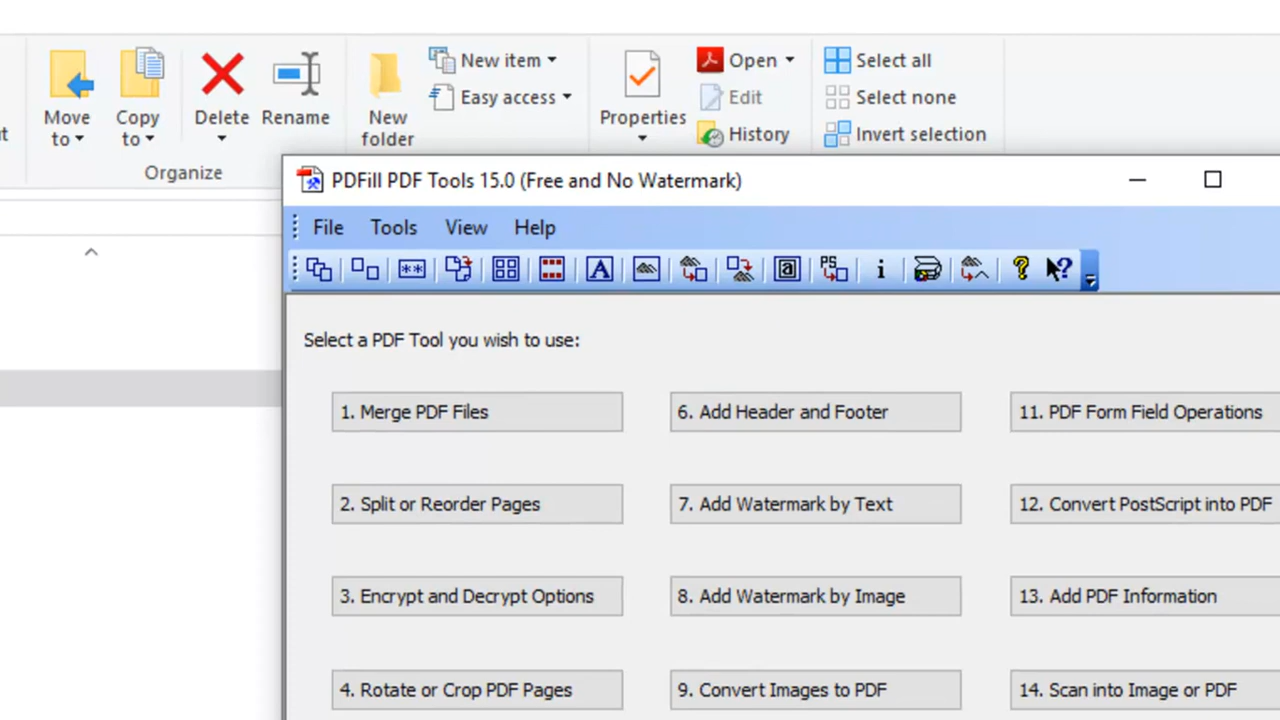 Move to
Copy to
Delete
Rename
New folder
New item
Easy access
Properties
Open
Edit
History
Select all
Select none
Invert selection
Organize
PDFill PDF Tools 15.0 (Free and No Watermark)
File Tools View Help
** A a PS i ? ?
Select a PDF Tool you wish to use:
1. Merge PDF Files
6. Add Header and Footer
11. PDF Form Field Operations
2. Split or Reorder Pages
7. Add Watermark by Text
12. Convert PostScript into PDF
3. Encrypt and Decrypt Options
8. Add Watermark by Image
13. Add PDF Information
4. Rotate or Crop PDF Pages
9. Convert Images to PDF
14. Scan into Image or PDF